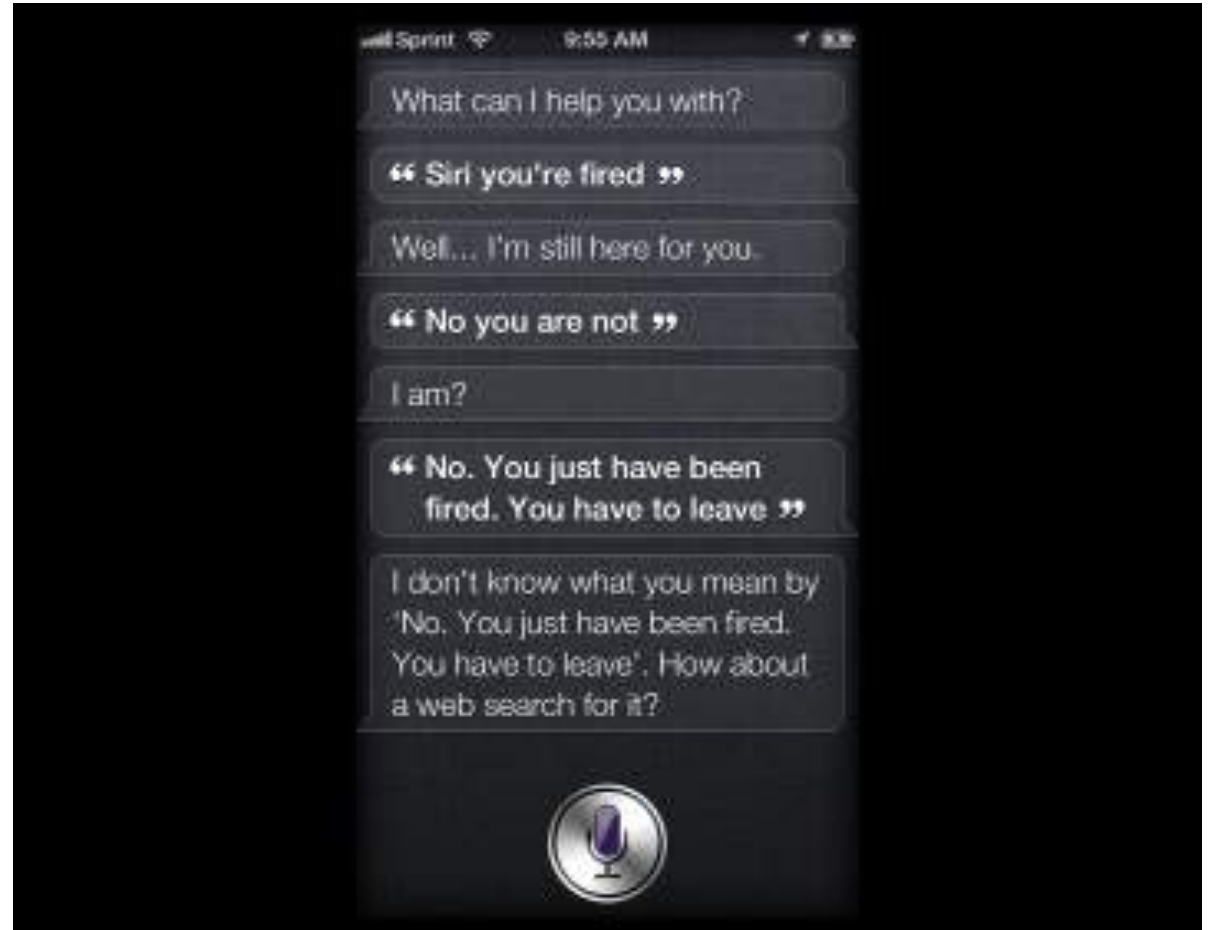 Sprint 9:55 AM
What can I help you with?
“ Siri you're fired ”
Well... I'm still here for you.
“ No you are not ”
I am?
“ No. You just have been
fired. You have to leave ”
I don't know what you mean by
'No. You just have been fired.
You have to leave'. How about
a web search for it?